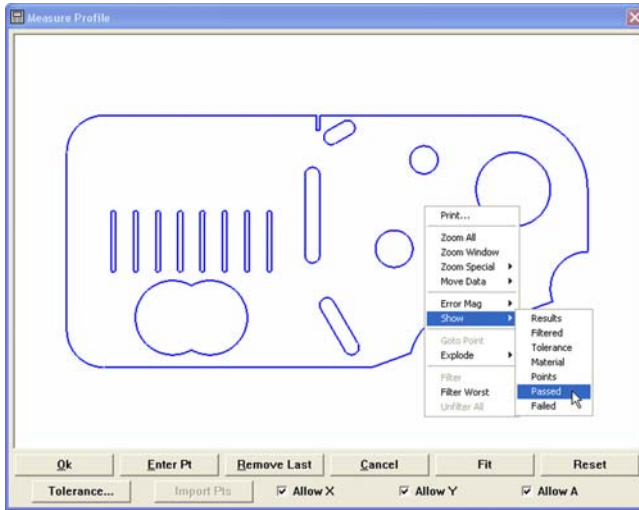 Measure Profile
Print...
Zoom All
Zoom Window
Zoom Special
Move Data
Error Mag
Show
Goto Point
Explode
Filter
Filter Worst
Unfilter All
Results
Filtered
Tolerance
Material
Points
Passed
Failed
Ok Enter Pt Remove Last Cancel Fit Reset
Tolerance... Import Pts Allow X Allow Y Allow A